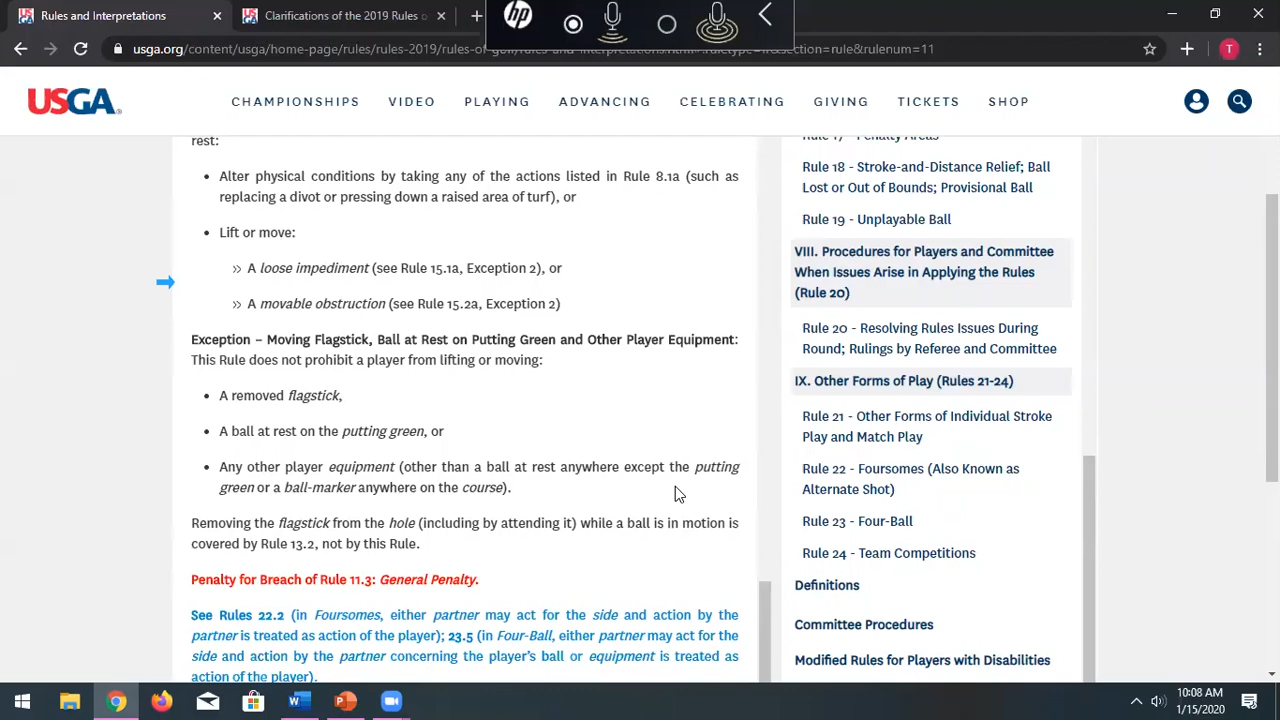 Rules and Interpretations
Clarifications of the 2019 Rules o
hp
usga.org/content/usga/home-page/rules/rules-2019/rules-of-golf/rules-and-interpretations.html#!ruletype=fr&section=rule&rulenum=11
T
USGA
CHAMPIONSHIPS VIDEO PLAYING ADVANCING CELEBRATING GIVING TICKETS SHOP
rest:
• Alter physical conditions by taking any of the actions listed in Rule 8.1a (such as
replacing a divot or pressing down a raised area of turf), or
• Lift or move:
» A loose impediment (see Rule 15.1a, Exception 2), or
» A movable obstruction (see Rule 15.2a, Exception 2)
Exception – Moving Flagstick, Ball at Rest on Putting Green and Other Player Equipment:
This Rule does not prohibit a player from lifting or moving:
• A removed flagstick,
• A ball at rest on the putting green, or
• Any other player equipment (other than a ball at rest anywhere except the putting
green or a ball-marker anywhere on the course).
Removing the flagstick from the hole (including by attending it) while a ball is in motion is
covered by Rule 13.2, not by this Rule.
Penalty for Breach of Rule 11.3: General Penalty.
See Rules 22.2 (in Foursomes, either partner may act for the side and action by the
partner is treated as action of the player); 23.5 (in Four-Ball, either partner may act for the
side and action by the partner concerning the player's ball or equipment is treated as
action of the player).
Rule 17 - Penalty Areas
Rule 18 - Stroke-and-Distance Relief; Ball
Lost or Out of Bounds; Provisional Ball
Rule 19 - Unplayable Ball
VIII. Procedures for Players and Committee
When Issues Arise in Applying the Rules
(Rule 20)
Rule 20 - Resolving Rules Issues During
Round; Rulings by Referee and Committee
IX. Other Forms of Play (Rules 21-24)
Rule 21 - Other Forms of Individual Stroke
Play and Match Play
Rule 22 - Foursomes (Also Known as
Alternate Shot)
Rule 23 - Four-Ball
Rule 24 - Team Competitions
Definitions
Committee Procedures
Modified Rules for Players with Disabilities
10:08 AM
1/15/2020